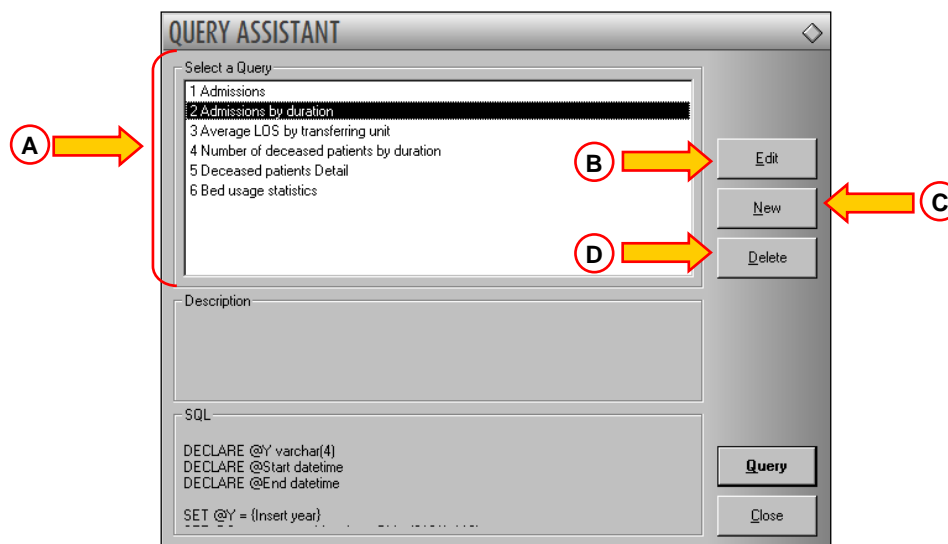 QUERY ASSISTANT
Select a Query
1 Admissions
2 Admissions by duration
3 Average LOS by transferring unit
4 Number of deceased patients by duration
5 Deceased patients Detail
6 Bed usage statistics
A
B
Edit
New
C
D
Delete
Description
SQL
DECLARE @Y varchar(4)
DECLARE @Start datetime
DECLARE @End datetime
SET @Y = {Insert year}
Query
Close